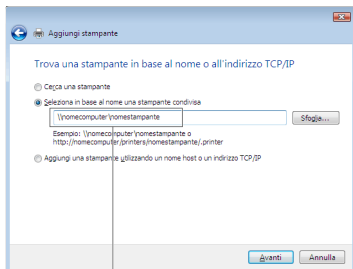 Aggiungi stampante
Trova una stampante in base al nome o all'indirizzo TCP/IP
Cerca una stampante
Seleziona in base al nome una stampante condivisa
\\nomecomputer\nomestampante
Sfoglia...
Esempio: \\nomecomputer\nomestampante o
http://nomecomputer/printers/nomestampante/.printer
Aggiungi una stampante utilizzando un nome host o un indirizzo TCP/IP
Avanti
Annulla